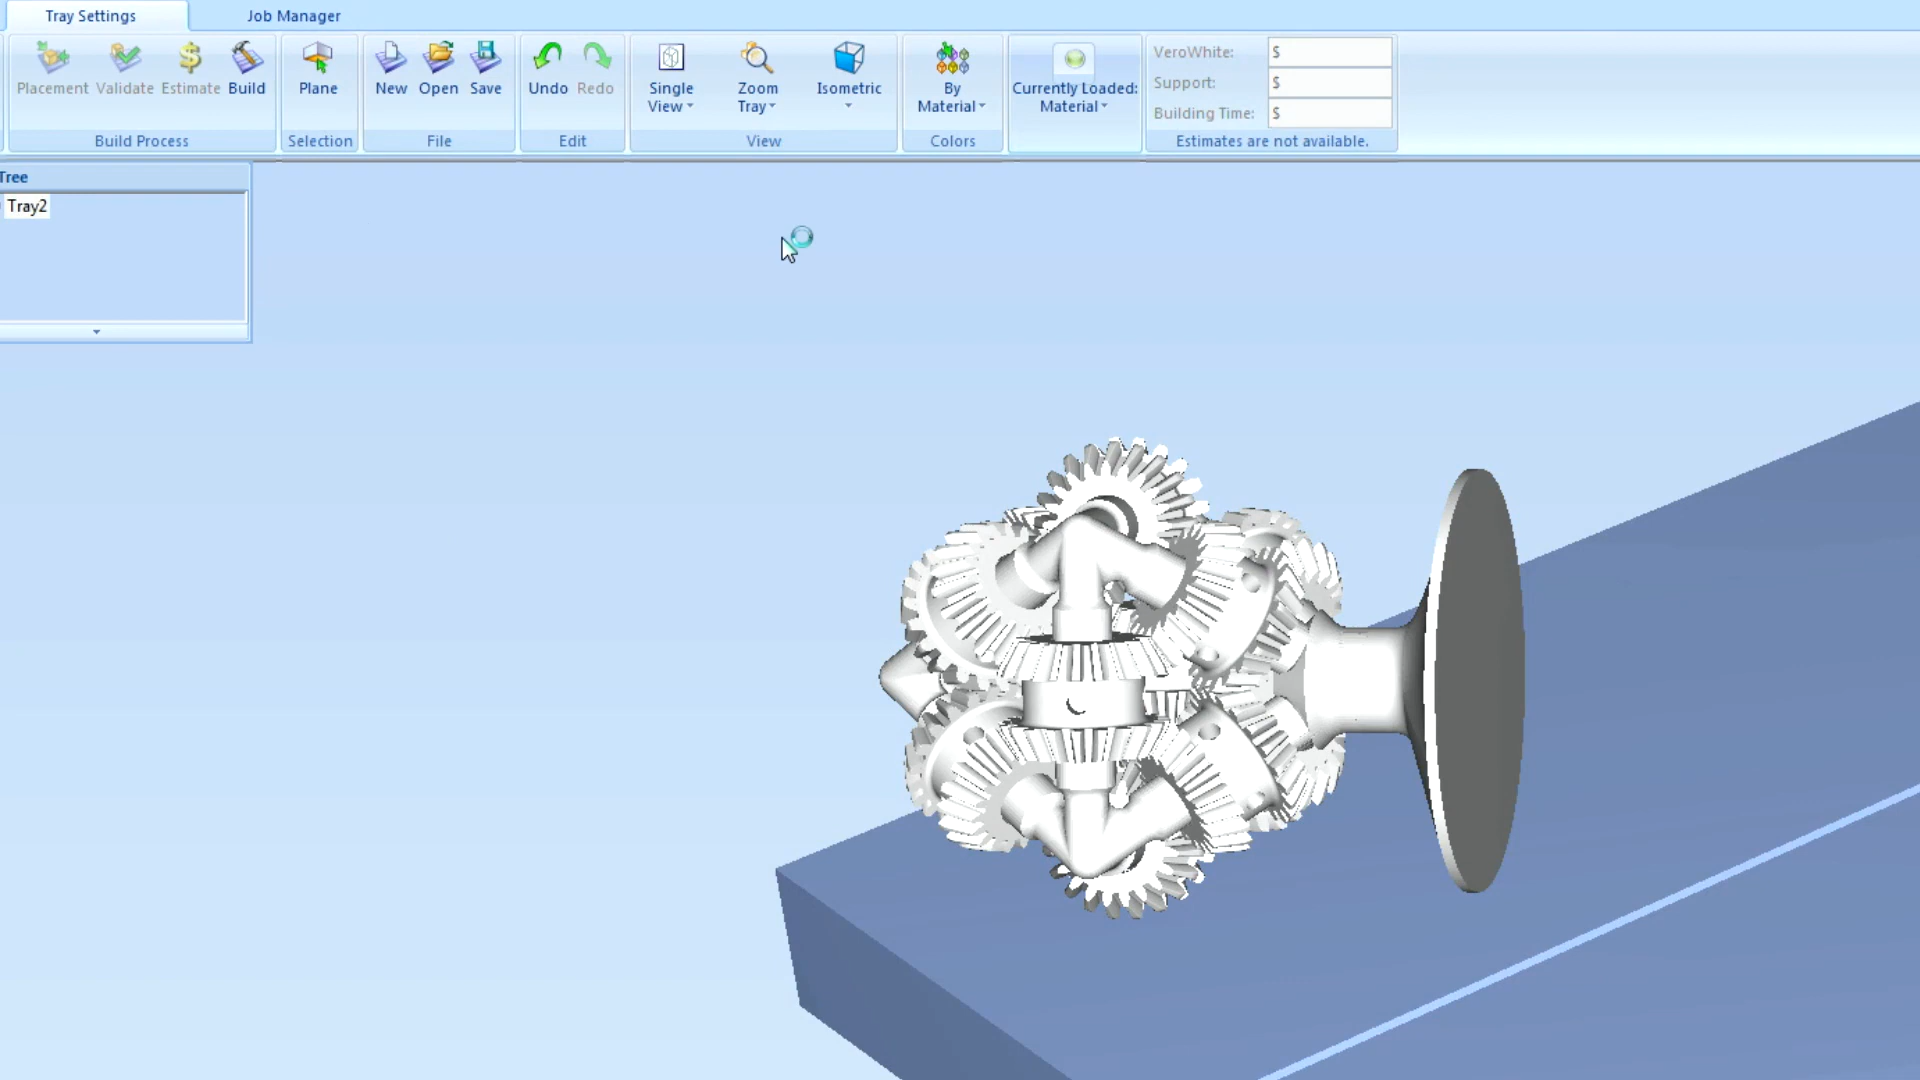 Tray Settings
Job Manager
Placement
Validate
Estimate
Build
Build Process
Plane
Selection
New
Open
Save
File
Undo
Redo
Edit
Single
View
Zoom
Tray
Isometric
View
By
Material
Colors
Currently Loaded:
Material
VeroWhite:
$
Support:
$
Building Time:
$
Estimates are not available.
Tree
Tray2